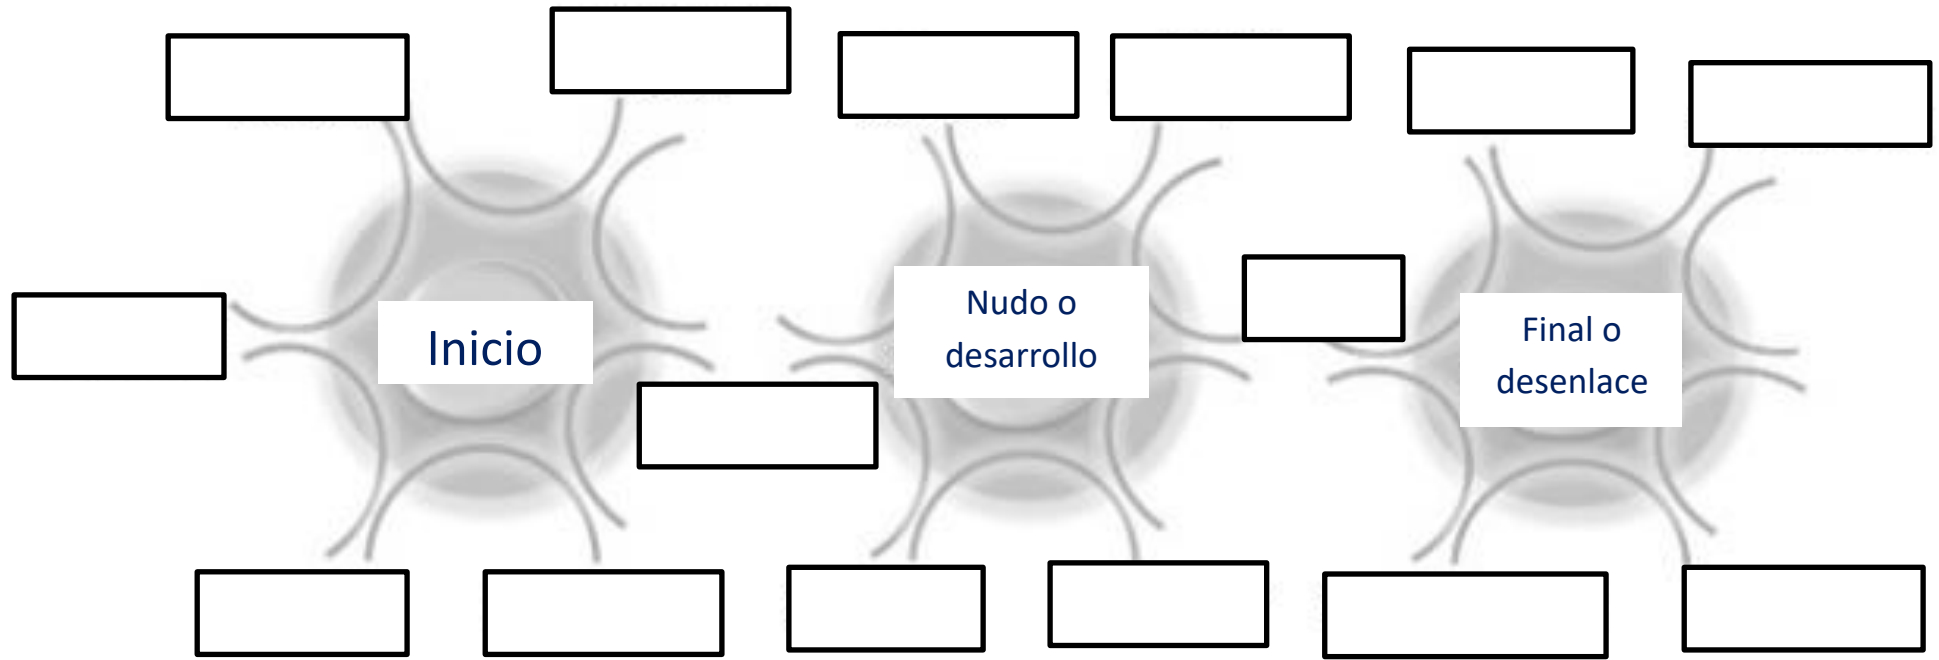 Inicio
Nudo o
desarrollo
Final o
desenlace